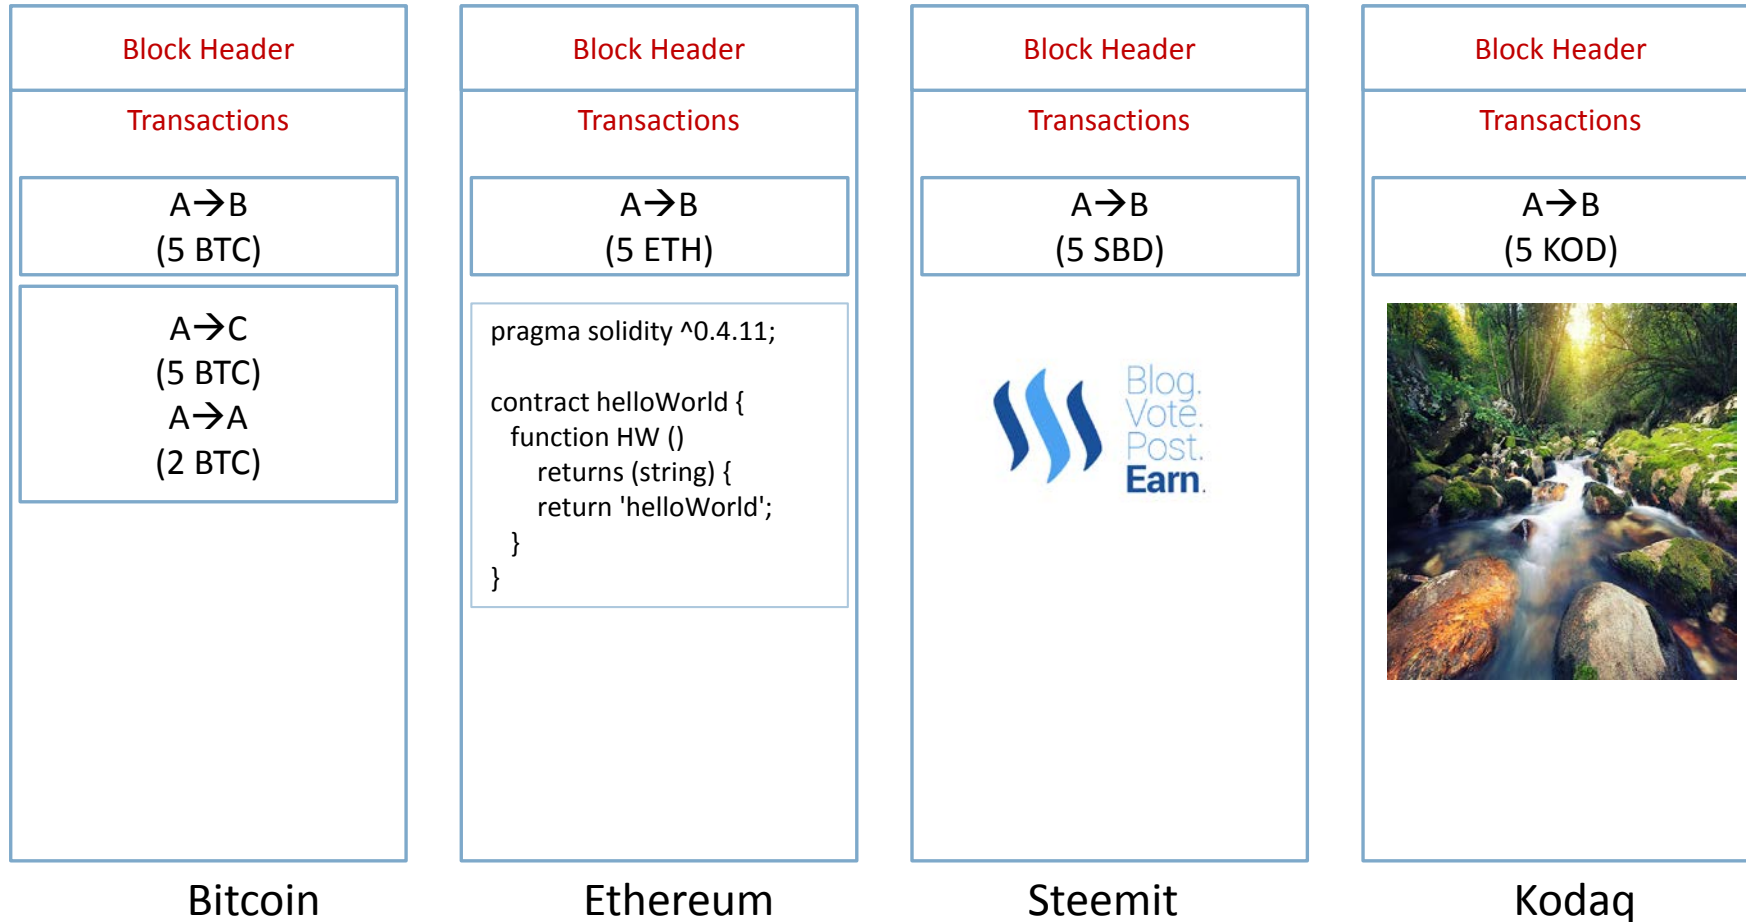 Block Header
Transactions
A→B
(5 BTC)
A→C
(5 BTC)
A→A
(2 BTC)
Bitcoin
Block Header
Transactions
A→B
(5 ETH)
pragma solidity ^0.4.11;
contract helloWorld {
function HW ()
returns (string) {
return 'helloWorld';
}
}
Ethereum
Block Header
Transactions
A→B
(5 SBD)
Blog.
Vote.
Post.
Earn.
Steemit
Block Header
Transactions
A→B
(5 KOD)
Kodaq